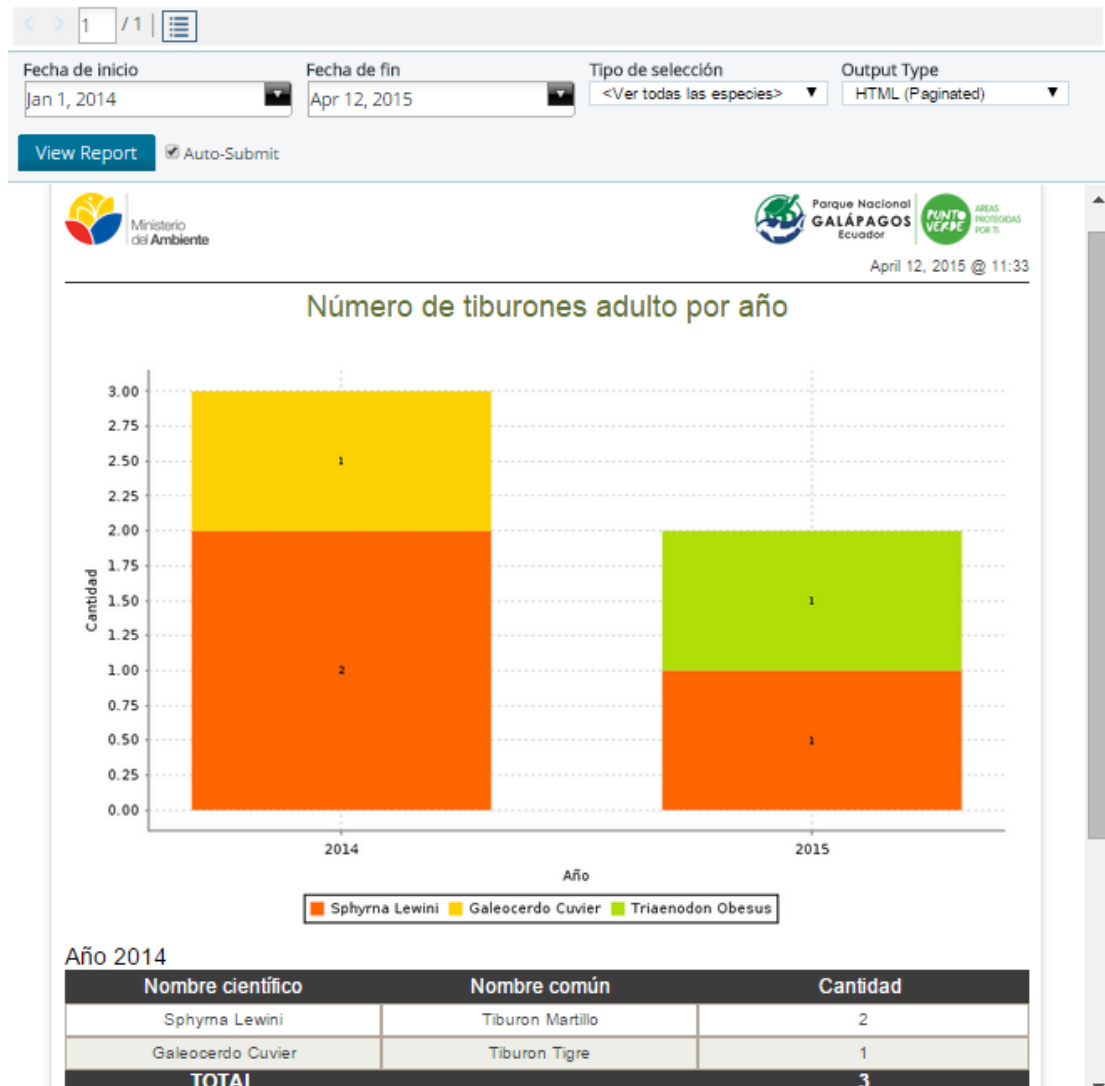 1 / 1
Fecha de inicio Fecha de fin Tipo de selección Output Type
Jan 1, 2014 Apr 12, 2015 <Ver todas las especies> HTML (Paginated)
View Report Auto-Submit
Ministerio
del Ambiente
Parque Nacional
GALÁPAGOS
Ecuador
PUNTO
VERDE
AREAS
PROTEGIDAS
POR TI.
April 12, 2015 @ 11:33
Número de tiburones adulto por año
3.00
2.75
2.50
2.25
2.00
1.75
1.50
1.25
1.00
0.75
0.50
0.25
0.00
Cantidad
1
2
1
1
2014 2015
Año
Sphyrna Lewini Galeocerdo Cuvier Triaenodon Obesus
Año 2014
Nombre científico Nombre común Cantidad
Sphyrna Lewini Tiburon Martillo 2
Galeocerdo Cuvier Tiburon Tigre 1
TOTAL 3